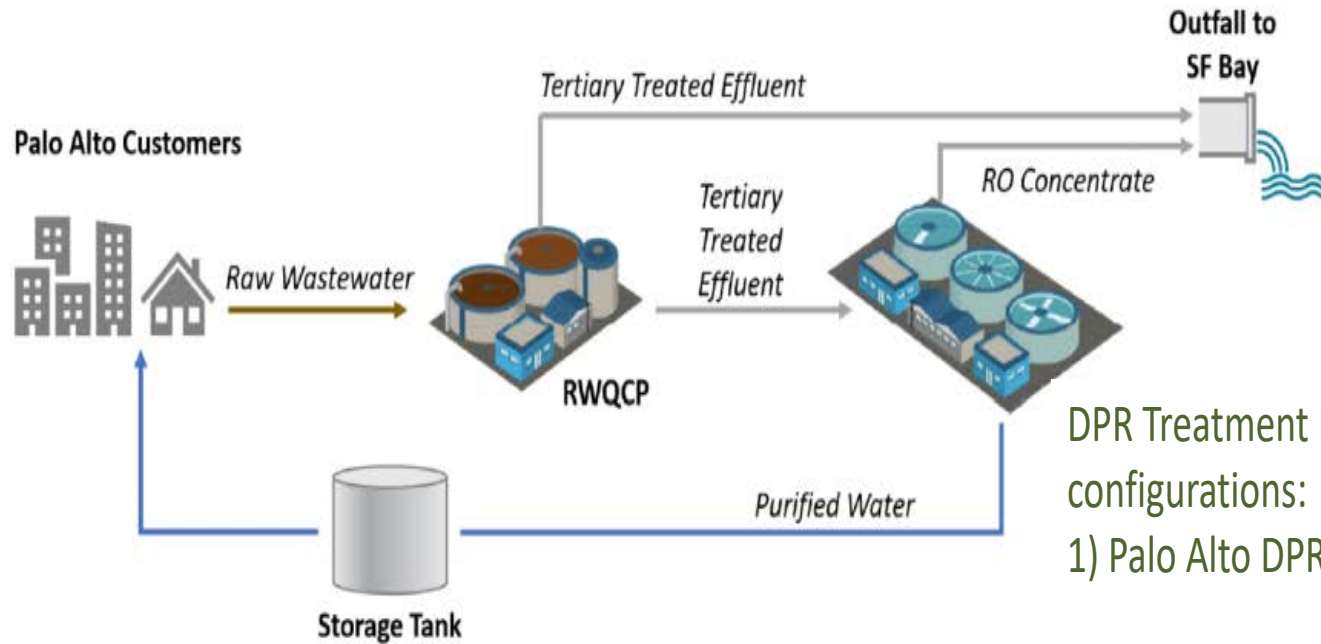 Outfall to
SF Bay
Tertiary Treated Effluent
Palo Alto Customers
RO Concentrate
Tertiary
Treated
Effluent
Raw Wastewater
RWQCP
DPR Treatment
configurations:
1) Palo Alto DPR
Purified Water
Storage Tank